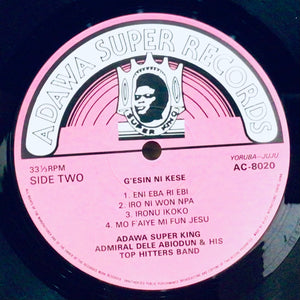 ADAWA SUPER RECORDS
SUPER KING
33⅓RPM
SIDE TWO
YORUBA—JUJU
AC-8020
G'ESIN NI KESE
1. ENI EBA RI EBI
2. IRO NI WON NPA
3. IRONU IKOKO
4. MO F'AIYE MI FUN JESU
ADAWA SUPER KING
ADMIRAL DELE ABIODUN & HIS
TOP HITTERS BAND